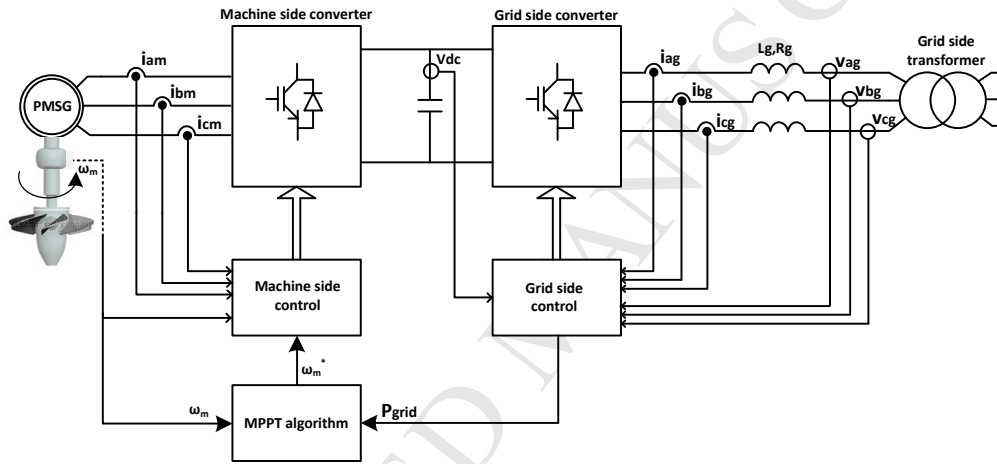 Machine side converter
Grid side converter
Grid side
transformer
PMSG
iam
ibm
icm
Vdc
iag
ibg
icg
Lg,Rg
vag
vbg
vcg
ωm
Machine side
control
Grid side
control
ωm*
ωm
MPPT algorithm
Pgrid
D MANUSC